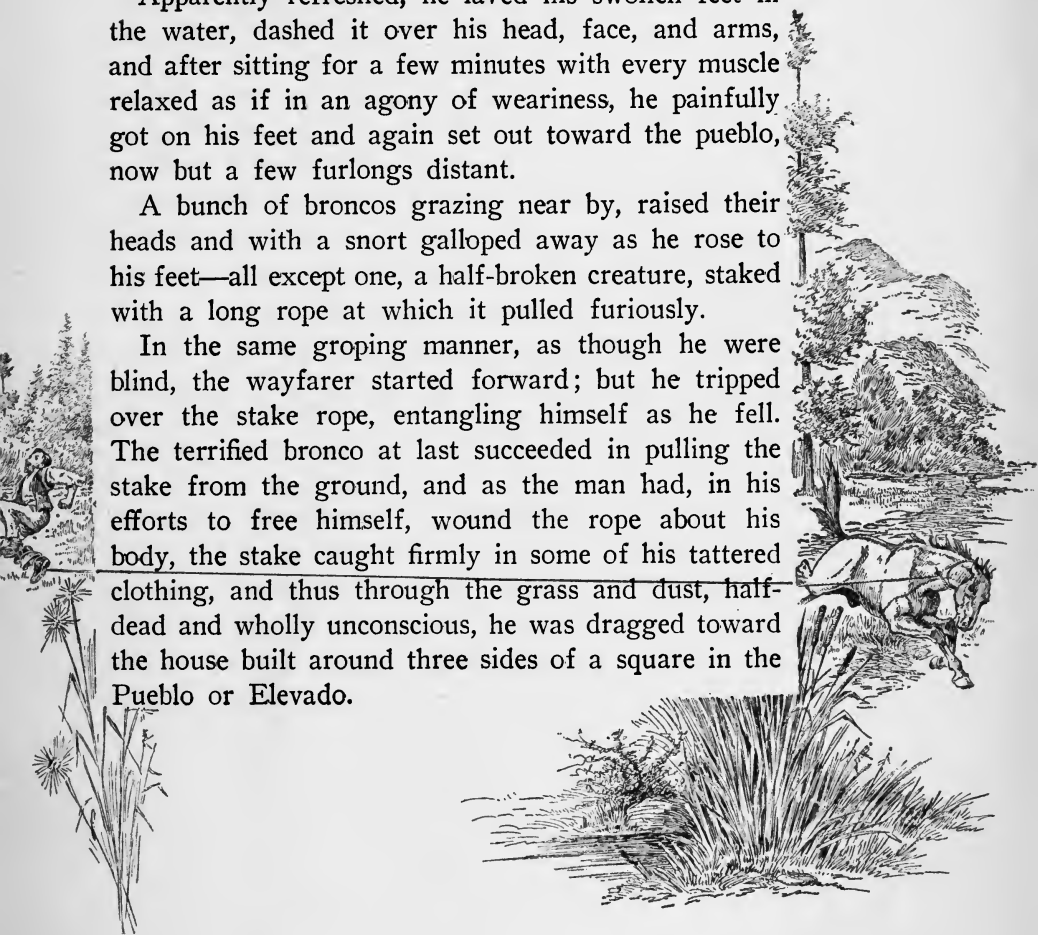 Apparently refreshed, he laved his swollen feet in
the water, dashed it over his head, face, and arms,
and after sitting for a few minutes with every muscle
relaxed as if in an agony of weariness, he painfully
got on his feet and again set out toward the pueblo,
now but a few furlongs distant.
A bunch of broncos grazing near by, raised their
heads and with a snort galloped away as he rose to
his feet—all except one, a half-broken creature, staked
with a long rope at which it pulled furiously.
In the same groping manner, as though he were
blind, the wayfarer started forward; but he tripped
over the stake rope, entangling himself as he fell.
The terrified bronco at last succeeded in pulling the
stake from the ground, and as the man had, in his
efforts to free himself, wound the rope about his
body, the stake caught firmly in some of his tattered
clothing, and thus through the grass and dust, half-
dead and wholly unconscious, he was dragged toward
the house built around three sides of a square in the
Pueblo or Elevado.